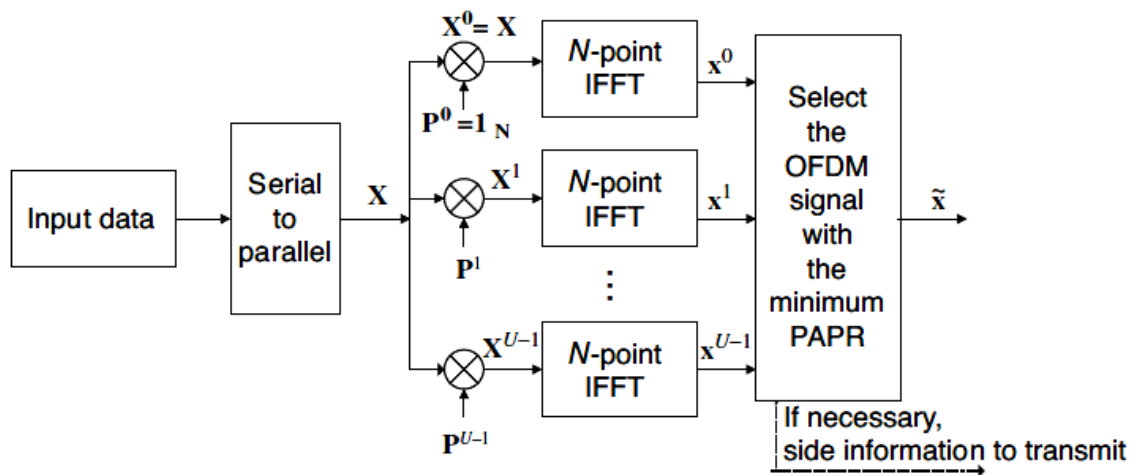 Input data
Serial
to
parallel
X
X⁰= X
P⁰ =1 N
N-point
IFFT
x⁰
X¹
P¹
N-point
IFFT
x¹
⋮
X^{U–1}
P^{U–1}
N-point
IFFT
x^{U–1}
Select
the
OFDM
signal
with
the
minimum
PAPR
x̃
If necessary,
side information to transmit